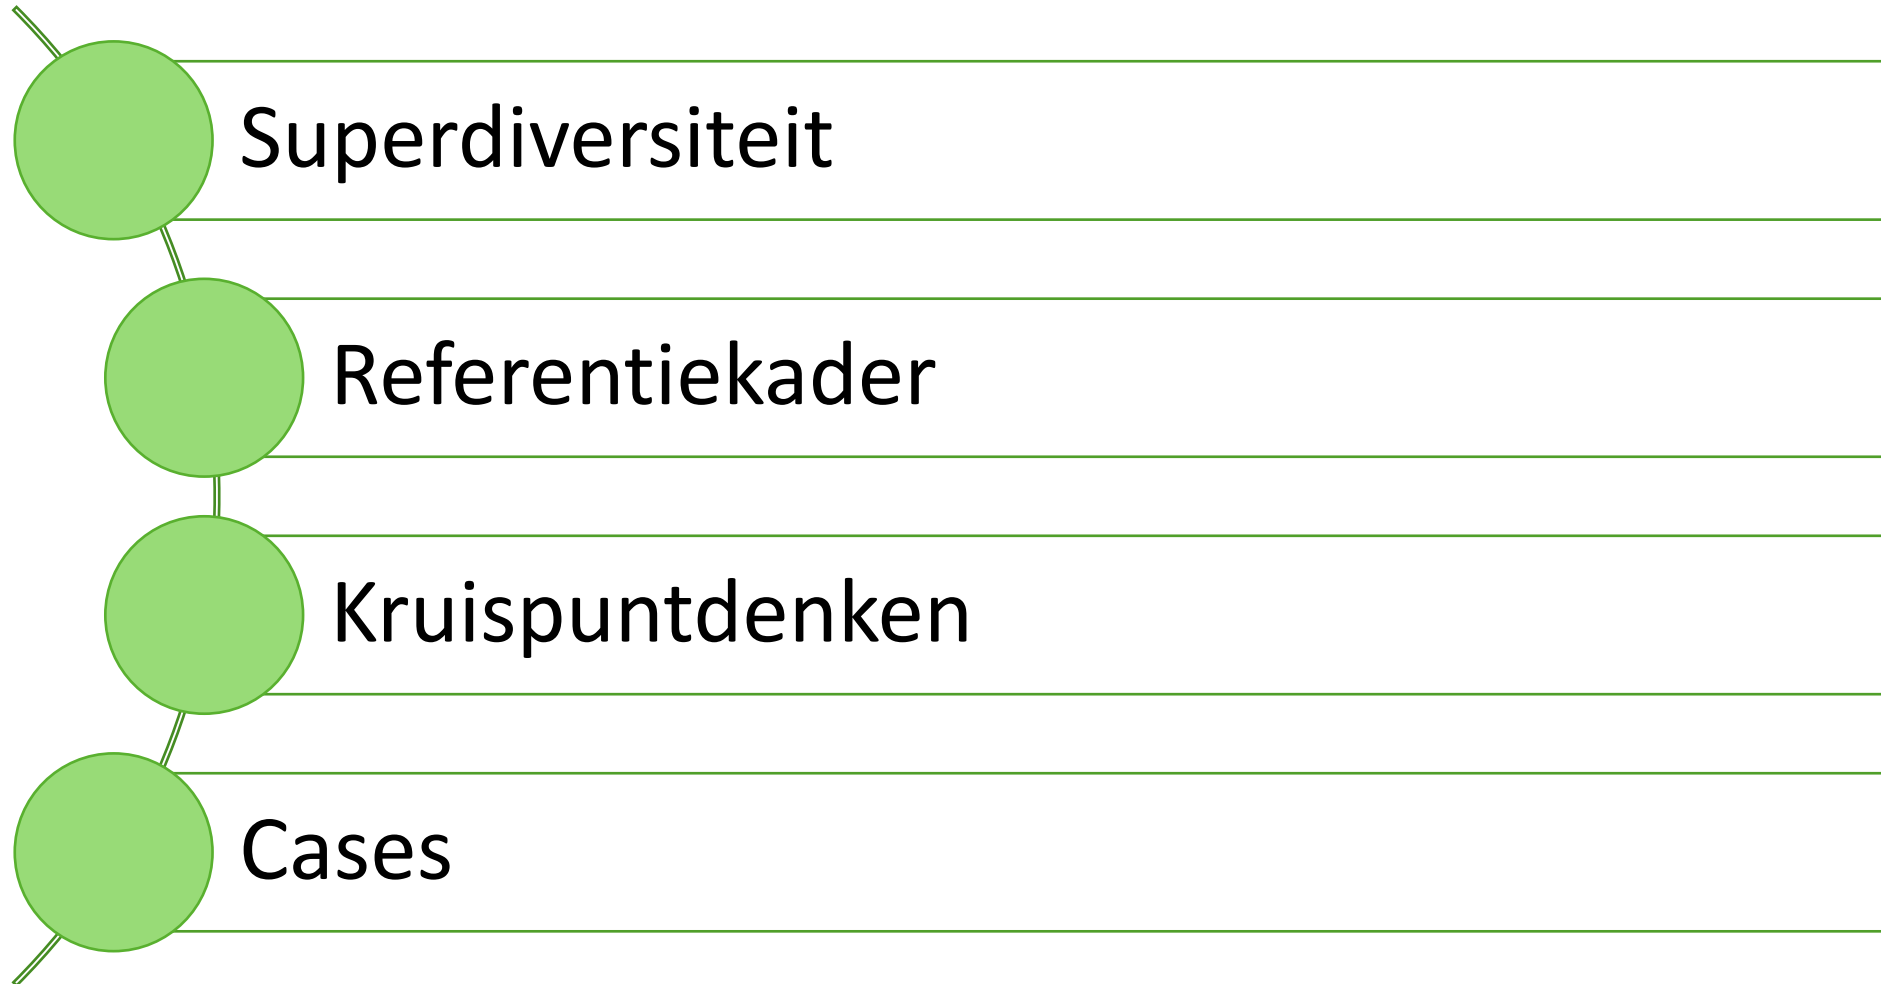 Superdiversiteit
Referentiekader
Kruispuntdenken
Cases